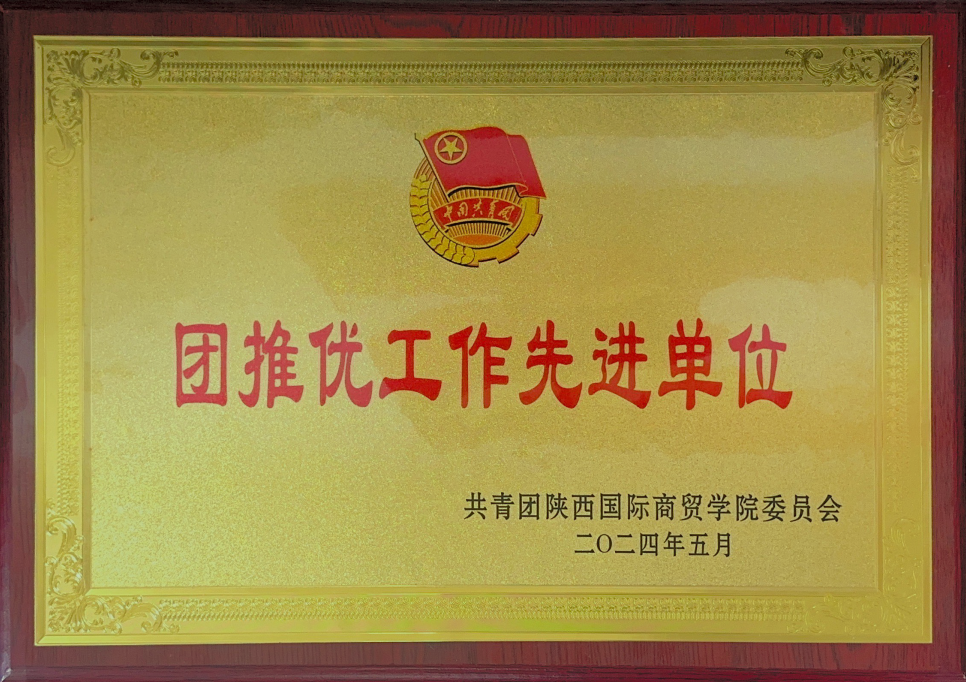 中国共青团
团推优工作先进单位
共青团陕西国际商贸学院委员会
二〇二四年五月